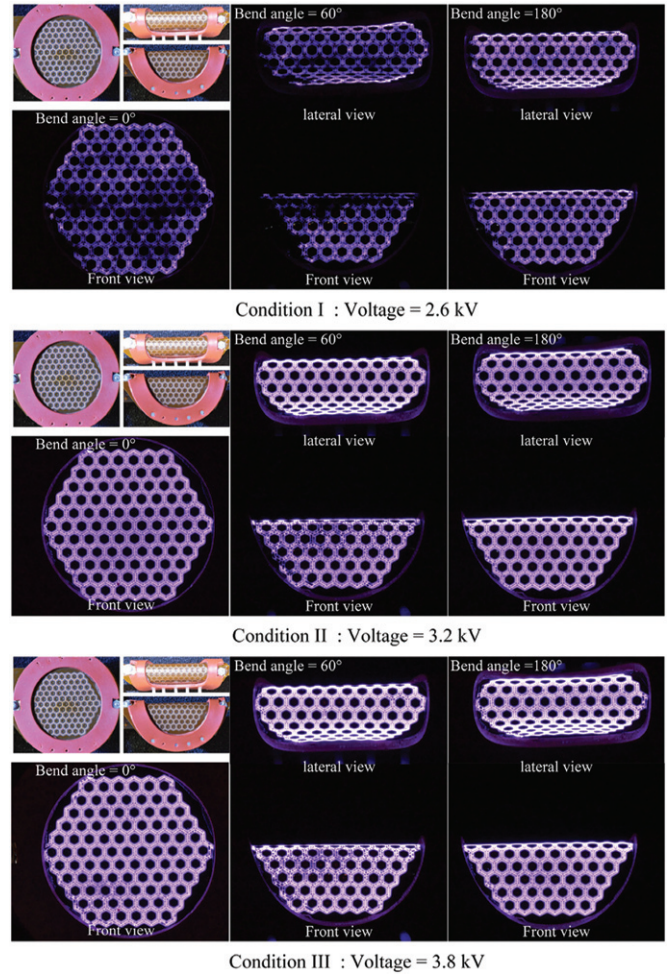 Bend angle = 60°
Bend angle =180°
lateral view
lateral view
Bend angle = 0°
Front view
Front view
Front view
Condition I : Voltage = 2.6 kV
Bend angle = 60°
Bend angle =180°
lateral view
lateral view
Bend angle = 0°
Front view
Front view
Front view
Condition II : Voltage = 3.2 kV
Bend angle = 60°
Bend angle =180°
lateral view
lateral view
Bend angle = 0°
Front view
Front view
Front view
Condition III : Voltage = 3.8 kV